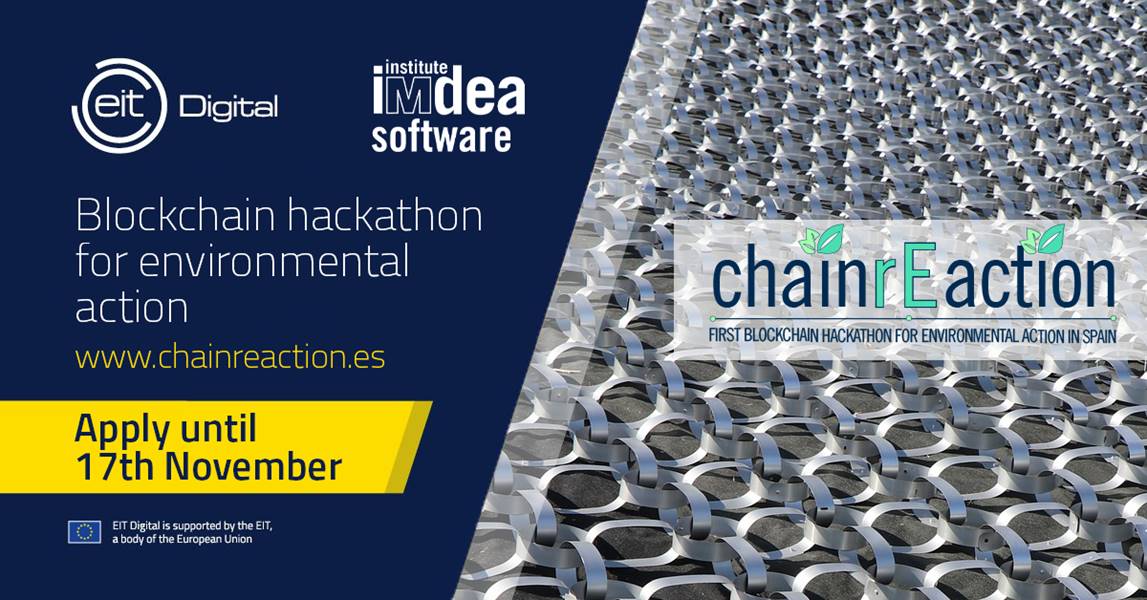 eit Digital
institute
iMdea
software
Blockchain hackathon
for environmental
action
www.chainreaction.es
Apply until
17th November
EIT Digital is supported by the EIT,
a body of the European Union
chainrEaction
FIRST BLOCKCHAIN HACKATHON FOR ENVIRONMENTAL ACTION IN SPAIN